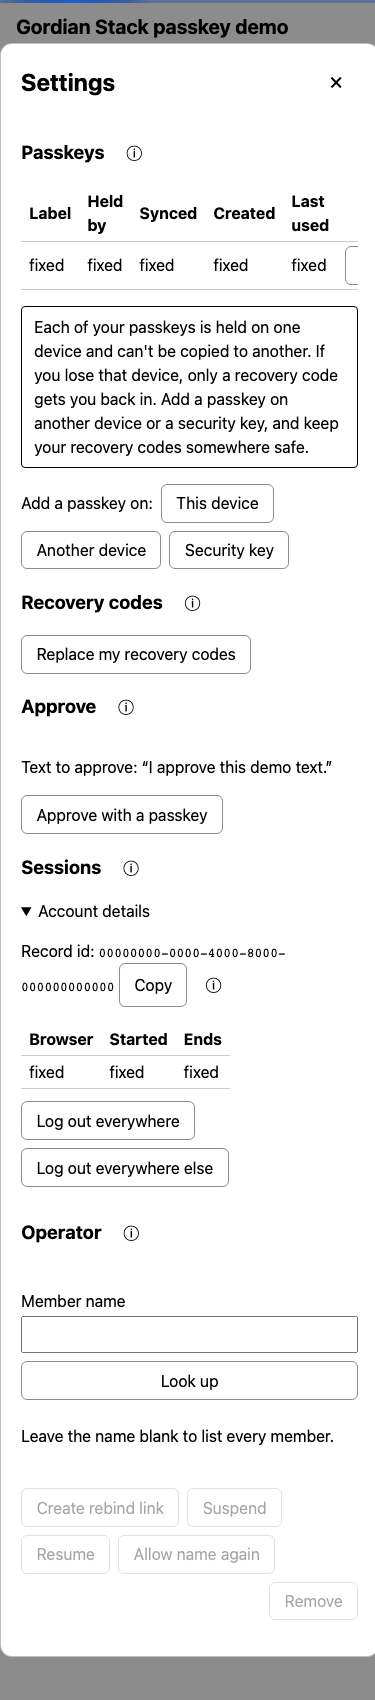 Gordian Stack passkey demo
Settings ×
Passkeys ⓘ
Label Held by Synced Created Last used
fixed fixed fixed fixed fixed
Each of your passkeys is held on one
device and can't be copied to another. If
you lose that device, only a recovery code
gets you back in. Add a passkey on
another device or a security key, and keep
your recovery codes somewhere safe.
Add a passkey on: This device
Another device Security key
Recovery codes ⓘ
Replace my recovery codes
Approve ⓘ
Text to approve: “I approve this demo text.”
Approve with a passkey
Sessions ⓘ
▼ Account details
Record id: 00000000-0000-4000-8000-
000000000000 Copy ⓘ
Browser Started Ends
fixed fixed fixed
Log out everywhere
Log out everywhere else
Operator ⓘ
Member name
Look up
Leave the name blank to list every member.
Create rebind link Suspend
Resume Allow name again
Remove